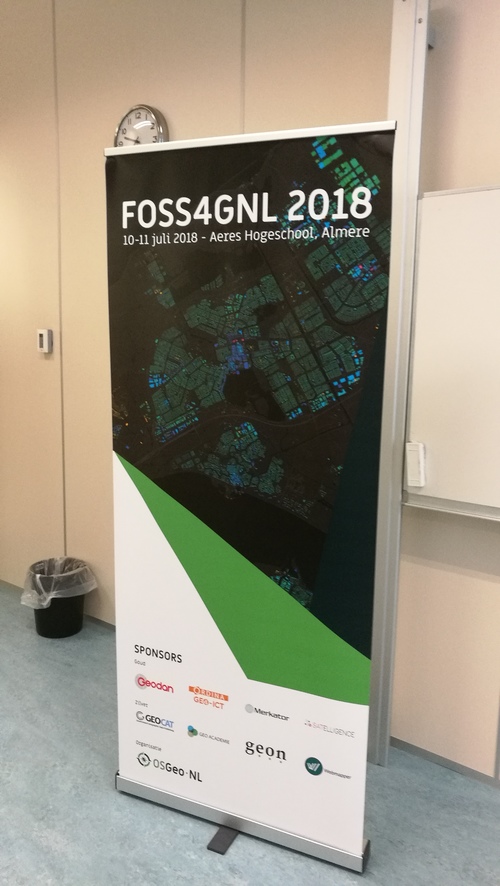 FOSS4GNL 2018
10-11 juli 2018 - Aeres Hogeschool, Almere
SPONSORS
Goud
Geodan
ORDINA
GEO-ICT
Merkator
SATELLIGENCE
Zilver
GEOCAT
GEO ACADEMIE
geon
organisatie
OSGeo·NL